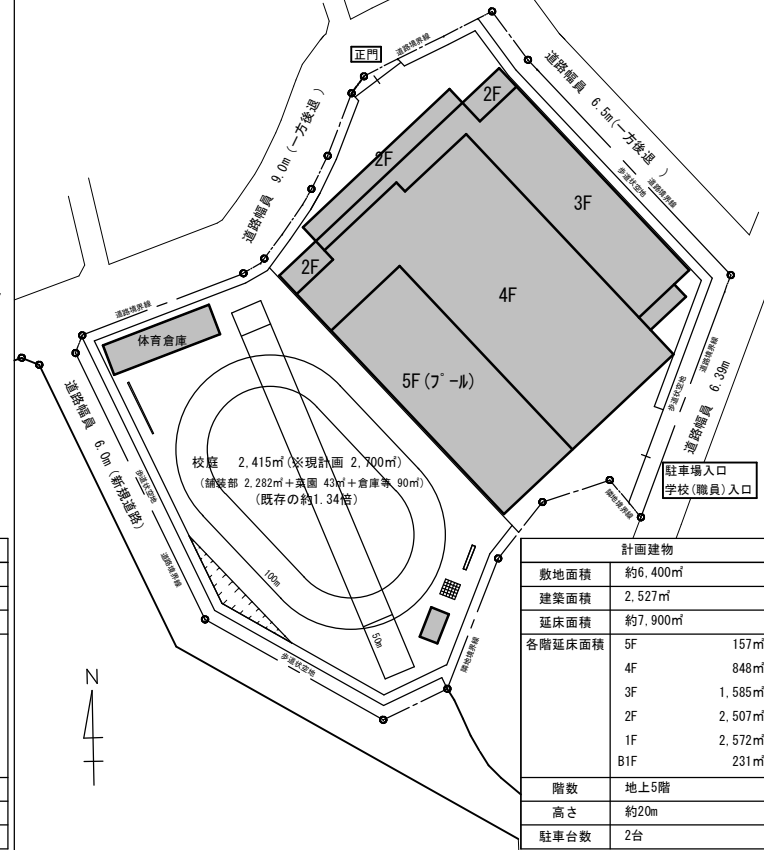 正門
道路境界線
道路幅員 6.5m(一方後退 )
道路幅員 9.0m(一方後退 )
歩道状空地
道路境界線
2F
2F
3F
2F
4F
5F(プール)
道路境界線
体育倉庫
道路幅員 6.0m(新規道路)
歩道状空地
道路境界線
校庭 2,415㎡(※現計画 2,700㎡)
(舗装部 2,282㎡+菜園 43㎡+倉庫等 90㎡)
(既存の約1.34倍)
100m
50m
歩道状空地
隣地境界線
隣地境界線
道路境界線
歩道状空地
道路幅員 6.39m
駐車場入口
学校(職員)入口
N
計画建物
敷地面積 約6,400㎡
建築面積 2,527㎡
延床面積 約7,900㎡
各階延床面積 5F 157㎡
4F 848㎡
3F 1,585㎡
2F 2,507㎡
1F 2,572㎡
B1F 231㎡
階数 地上5階
高さ 約20m
駐車台数 2台